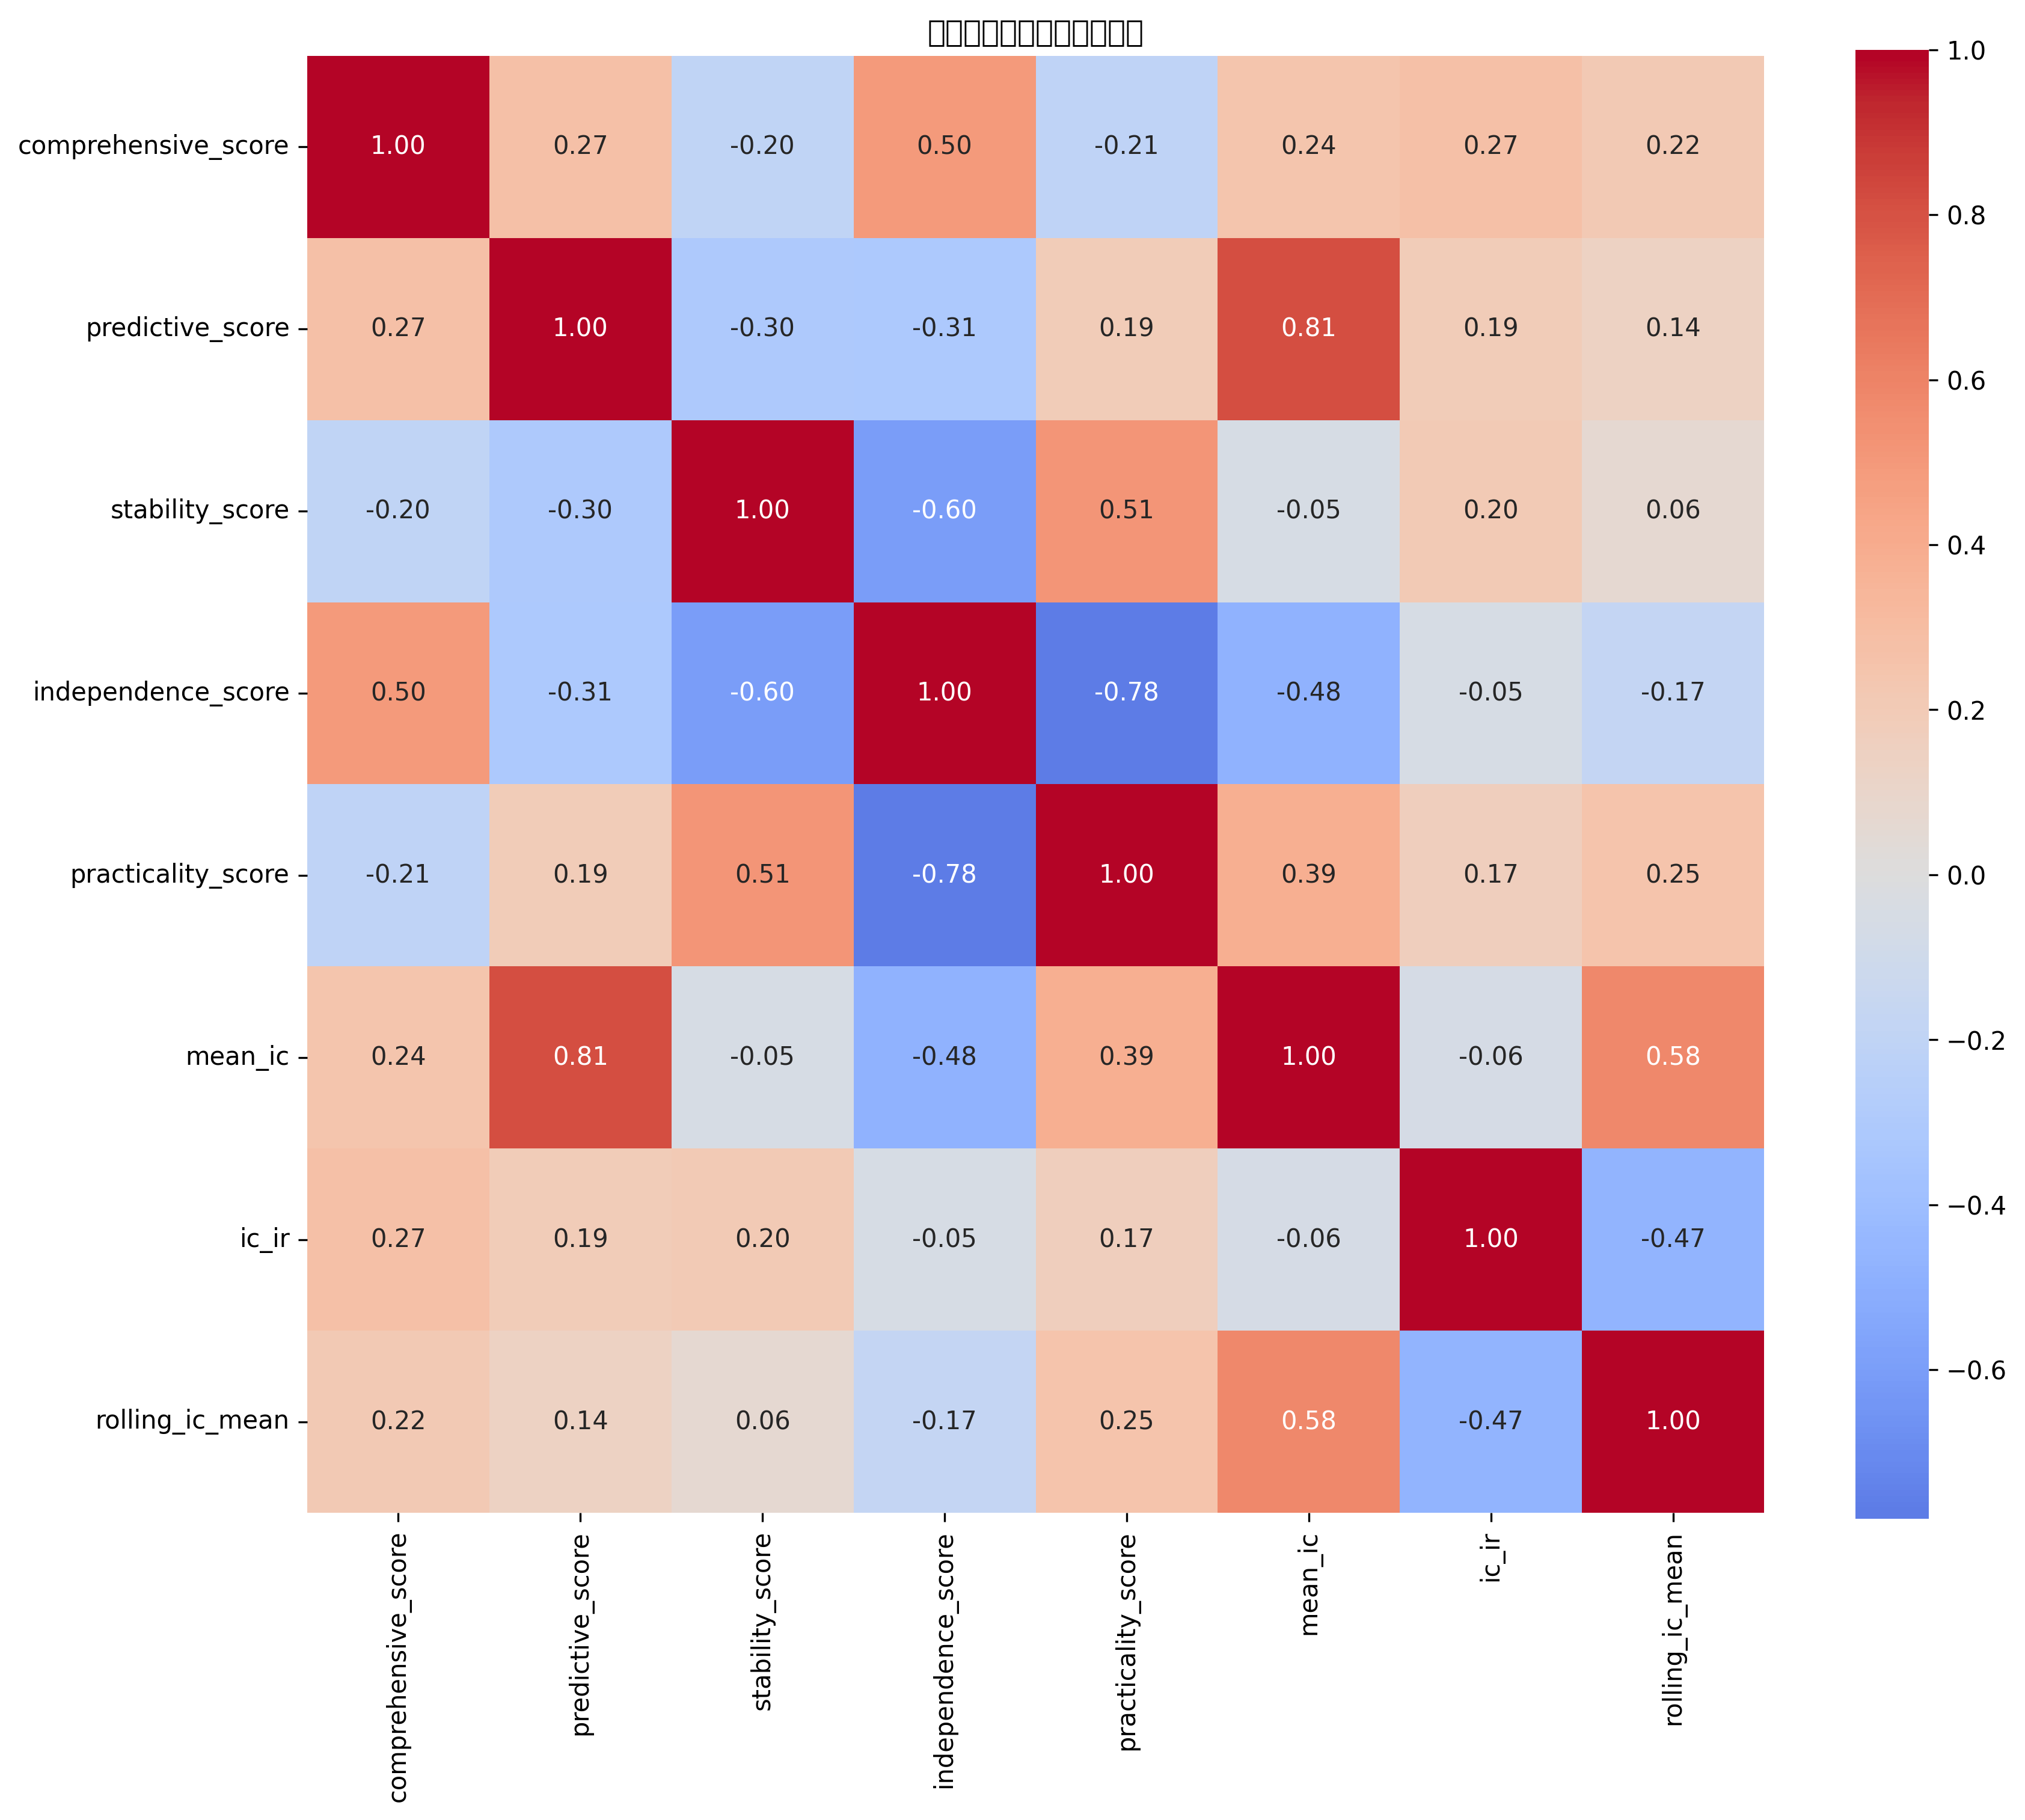 comprehensive_score 1.00 0.27 -0.20 0.50 -0.21 0.24 0.27 0.22
predictive_score 0.27 1.00 -0.30 -0.31 0.19 0.81 0.19 0.14
stability_score -0.20 -0.30 1.00 -0.60 0.51 -0.05 0.20 0.06
independence_score 0.50 -0.31 -0.60 1.00 -0.78 -0.48 -0.05 -0.17
practicality_score -0.21 0.19 0.51 -0.78 1.00 0.39 0.17 0.25
mean_ic 0.24 0.81 -0.05 -0.48 0.39 1.00 -0.06 0.58
ic_ir 0.27 0.19 0.20 -0.05 0.17 -0.06 1.00 -0.47
rolling_ic_mean 0.22 0.14 0.06 -0.17 0.25 0.58 -0.47 1.00
comprehensive_score
predictive_score
stability_score
independence_score
practicality_score
mean_ic
ic_ir
rolling_ic_mean
1.0
0.8
0.6
0.4
0.2
0.0
−0.2
−0.4
−0.6